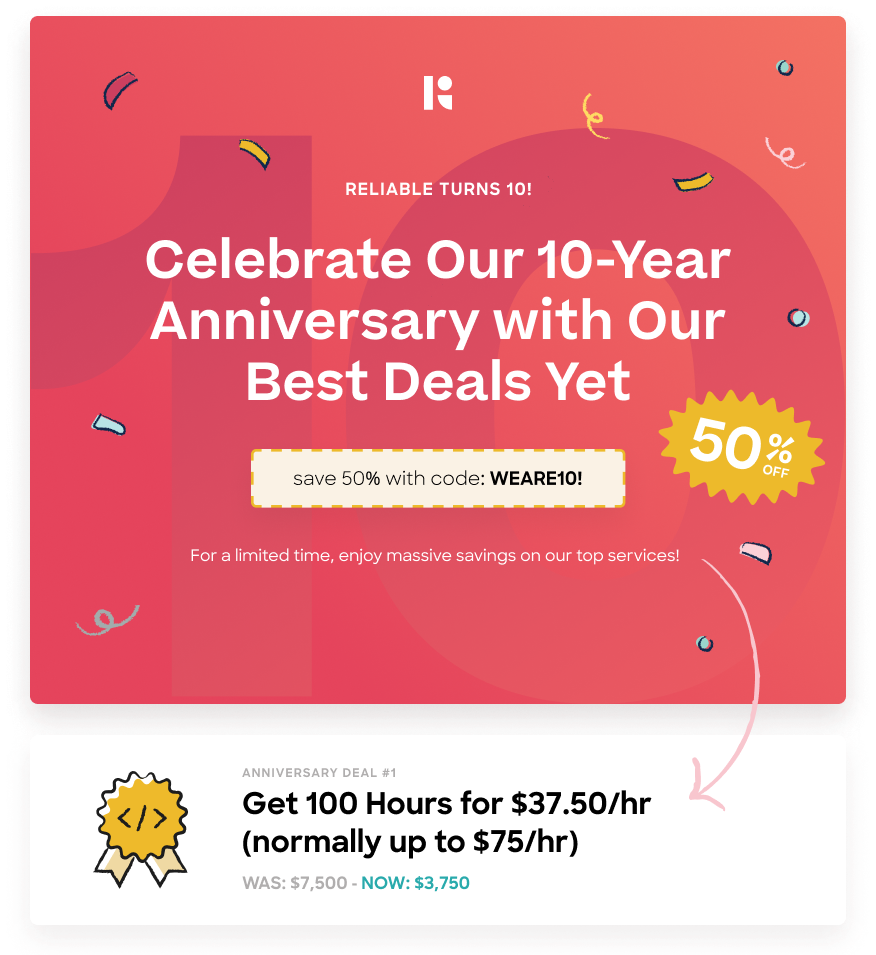 RELIABLE TURNS 10!
Celebrate Our 10-Year
Anniversary with Our
Best Deals Yet
50%
OFF
save 50% with code: WEARE10!
For a limited time, enjoy massive savings on our top services!
10
ANNIVERSARY DEAL #1
</>
Get 100 Hours for $37.50/hr
(normally up to $75/hr)
WAS: $7,500 - NOW: $3,750